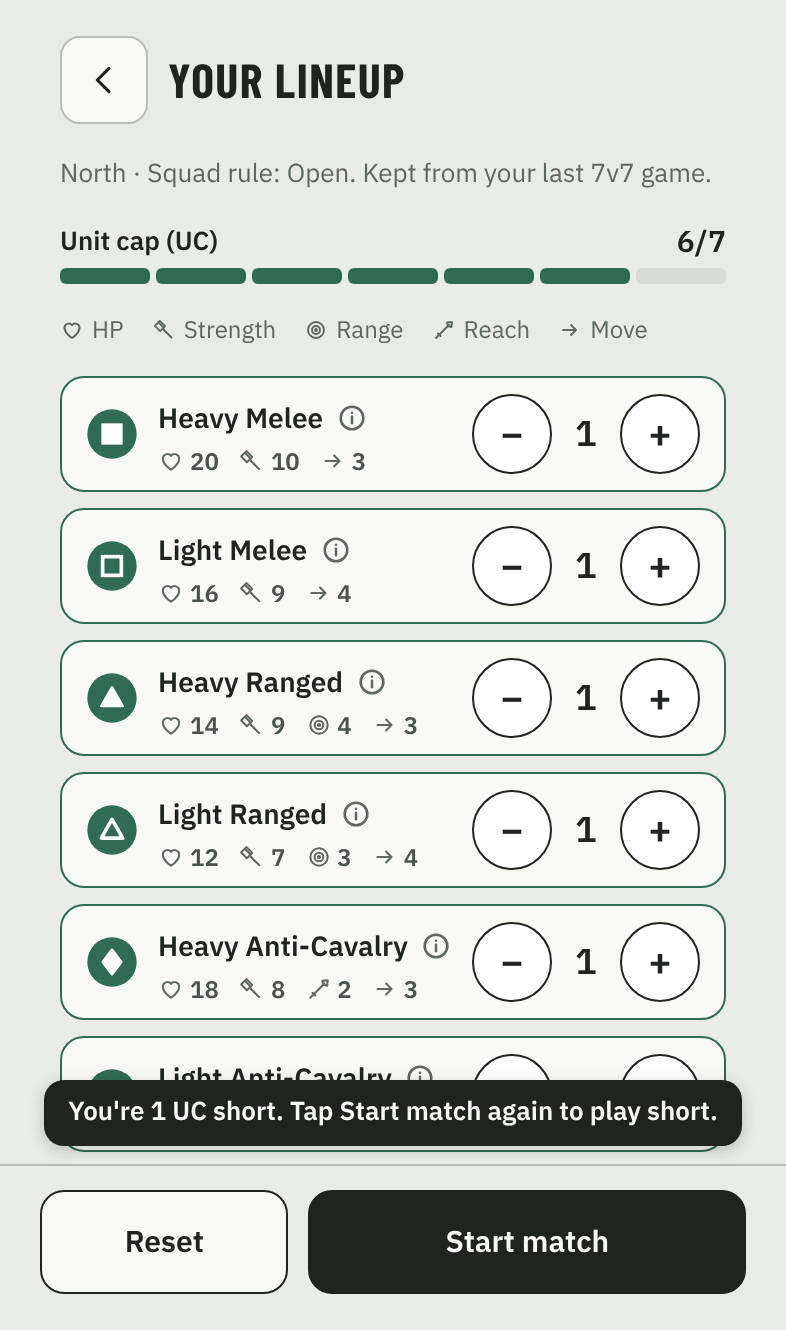 YOUR LINEUP
North · Squad rule: Open. Kept from your last 7v7 game.
Unit cap (UC) 6/7
HP Strength Range Reach Move
Heavy Melee
20 10 → 3
− 1 +
Light Melee
16 9 → 4
− 1 +
Heavy Ranged
14 9 4 → 3
− 1 +
Light Ranged
12 7 3 → 4
− 1 +
Heavy Anti-Cavalry
18 8 2 → 3
− 1 +
Light Anti-Cavalry
You're 1 UC short. Tap Start match again to play short.
Reset Start match